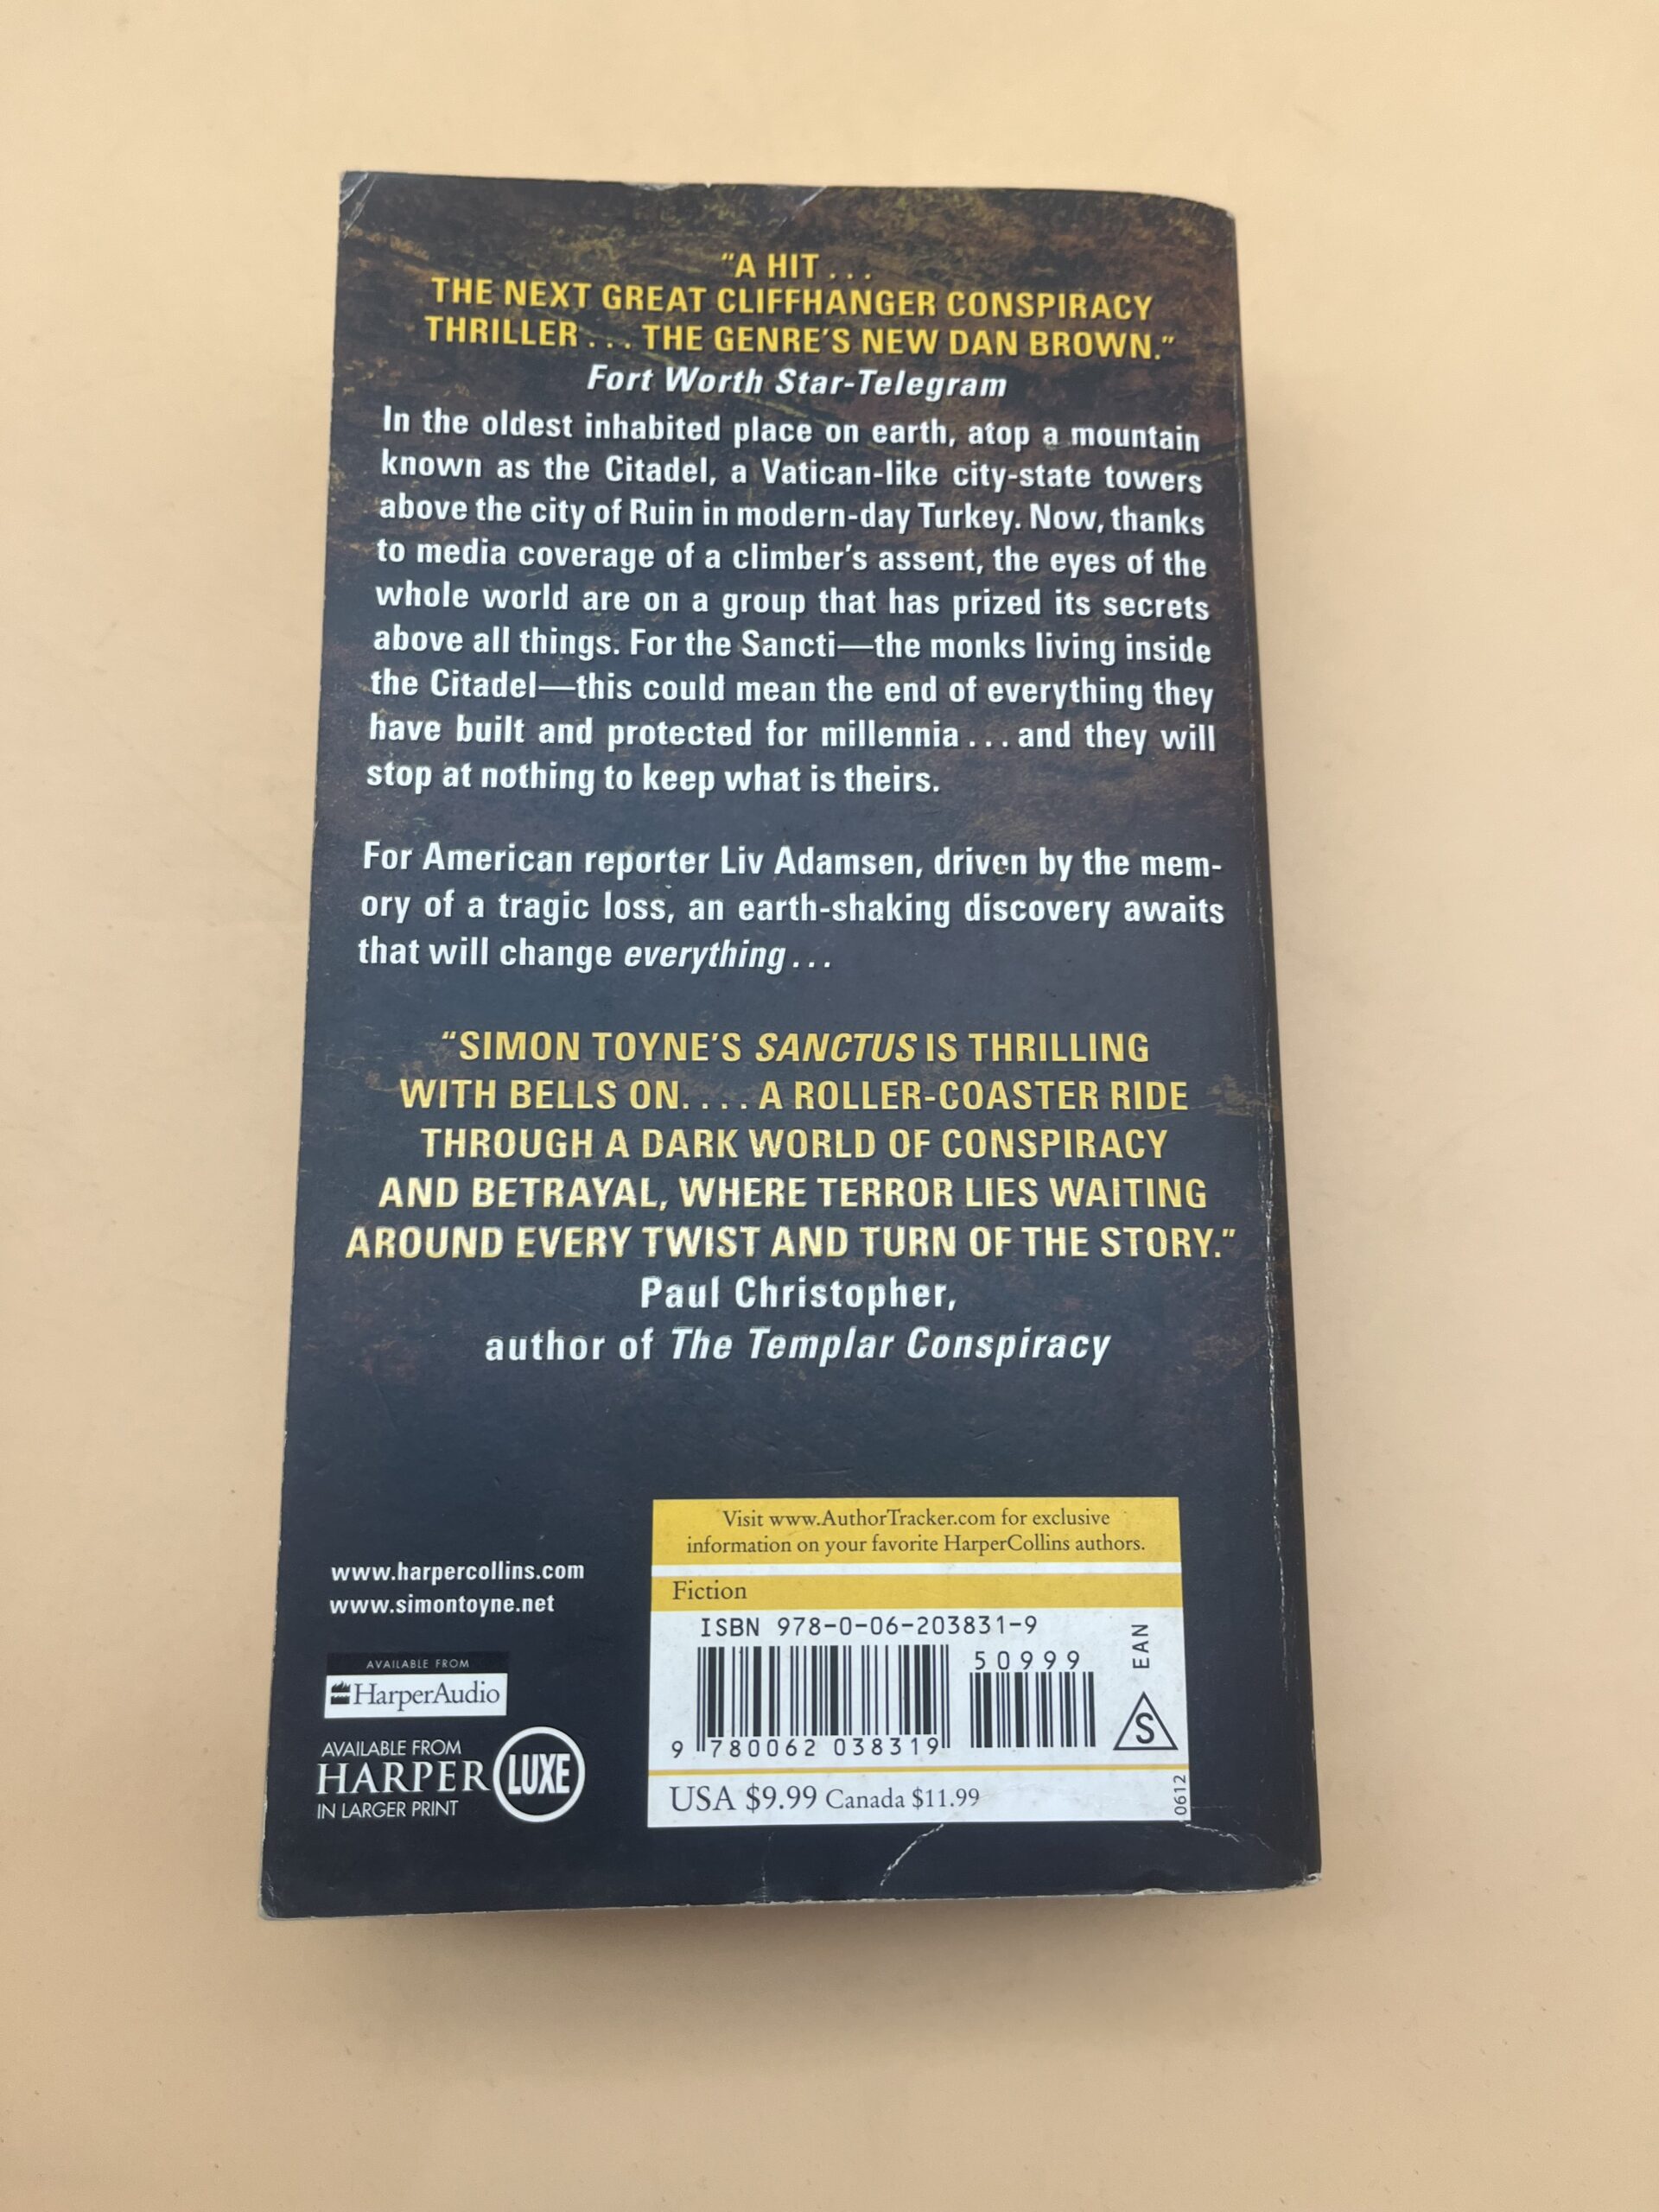 "A HIT...
THE NEXT GREAT CLIFFHANGER CONSPIRACY
THRILLER... THE GENRE'S NEW DAN BROWN."
Fort Worth Star-Telegram
In the oldest inhabited place on earth, atop a mountain
known as the Citadel, a Vatican-like city-state towers
above the city of Ruin in modern-day Turkey. Now, thanks
to media coverage of a climber's assent, the eyes of the
whole world are on a group that has prized its secrets
above all things. For the Sancti—the monks living inside
the Citadel—this could mean the end of everything they
have built and protected for millennia... and they will
stop at nothing to keep what is theirs.
For American reporter Liv Adamsen, driven by the mem-
ory of a tragic loss, an earth-shaking discovery awaits
that will change everything...
"SIMON TOYNE'S SANCTUS IS THRILLING
WITH BELLS ON.... A ROLLER-COASTER RIDE
THROUGH A DARK WORLD OF CONSPIRACY
AND BETRAYAL, WHERE TERROR LIES WAITING
AROUND EVERY TWIST AND TURN OF THE STORY."
Paul Christopher,
author of The Templar Conspiracy
www.harpercollins.com
www.simontoyne.net
AVAILABLE FROM
HarperAudio
AVAILABLE FROM
HARPER LUXE
IN LARGER PRINT
Visit www.AuthorTracker.com for exclusive
information on your favorite HarperCollins authors.
Fiction
ISBN 978-0-06-203831-9
50999
EAN
S
9 780062 038319
USA $9.99 Canada $11.99
0612